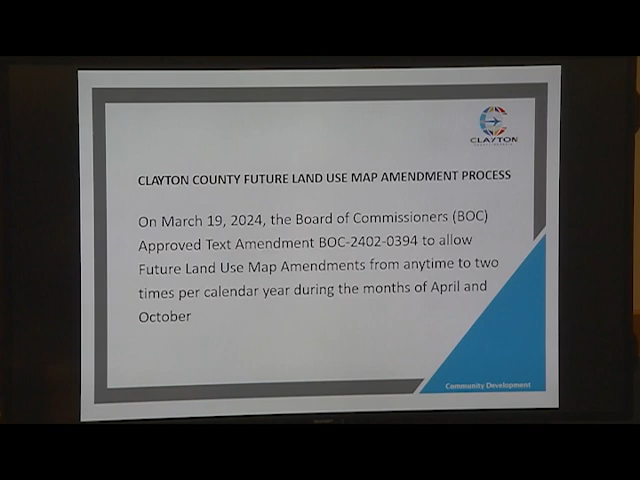 CLAYTON
CLAYTON COUNTY FUTURE LAND USE MAP AMENDMENT PROCESS
On March 19, 2024, the Board of Commissioners (BOC)
Approved Text Amendment BOC-2402-0394 to allow
Future Land Use Map Amendments from anytime to two
times per calendar year during the months of April and
October
Community Development